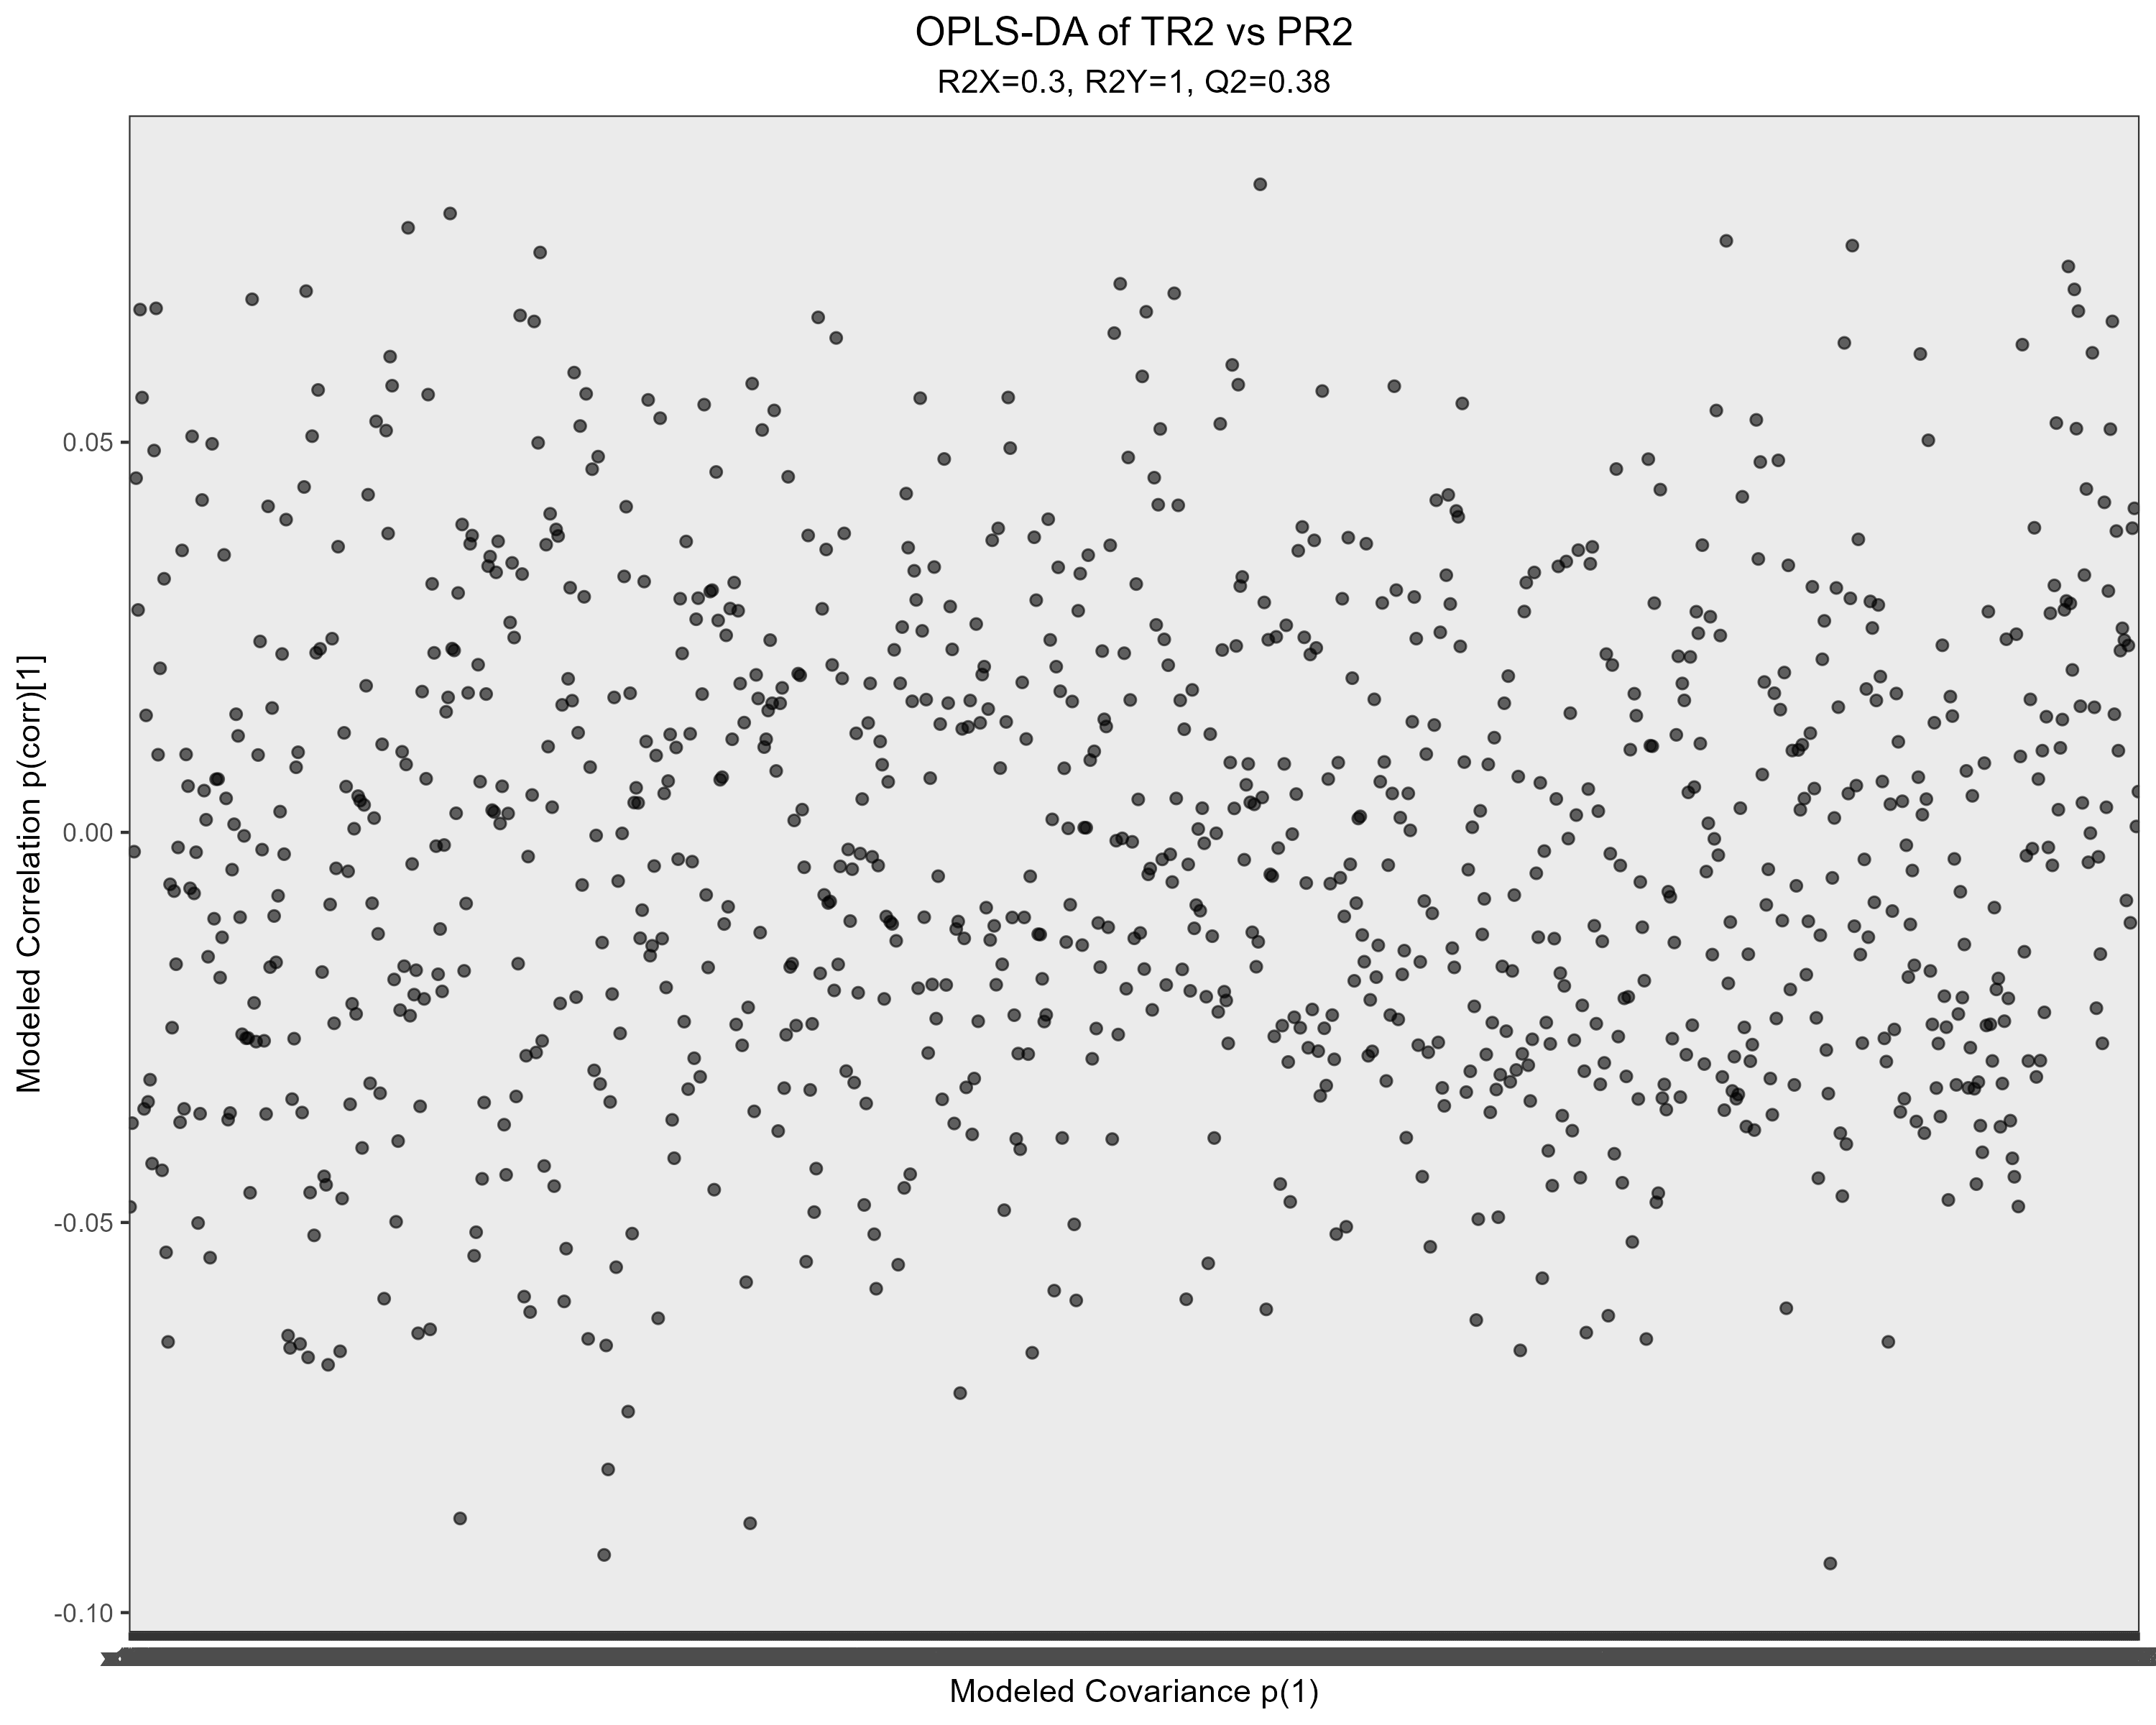 OPLS-DA of TR2 vs PR2
R2X=0.3, R2Y=1, Q2=0.38
Modeled Correlation p(corr)[1]
0.05
0.00
-0.05
-0.10
Modeled Covariance p(1)